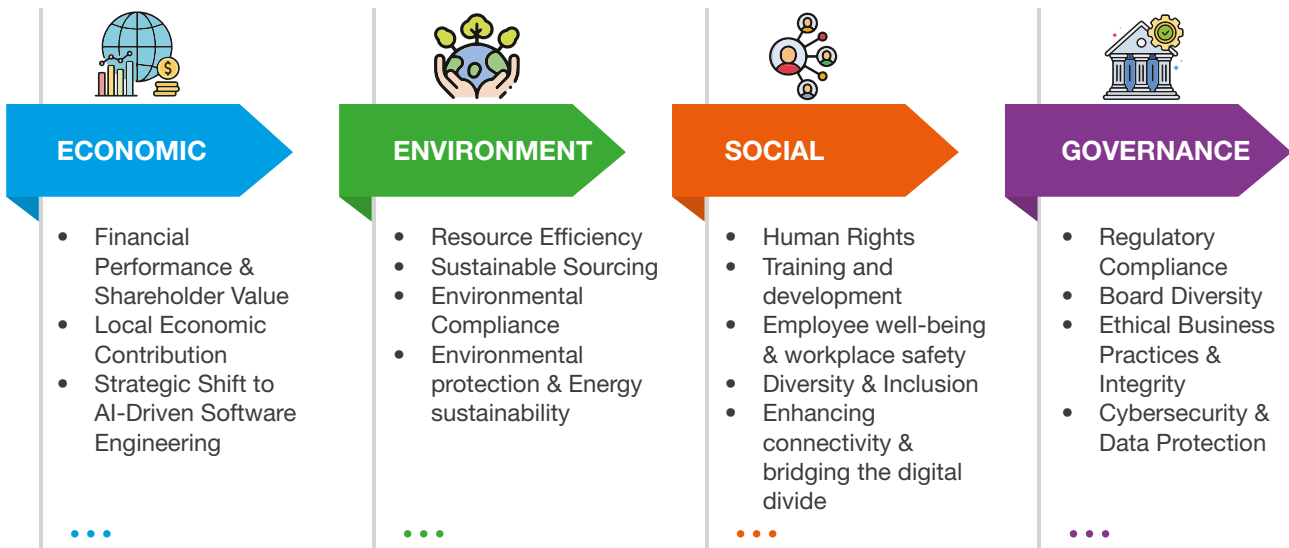 ECONOMIC
• Financial
Performance &
Shareholder Value
• Local Economic
Contribution
• Strategic Shift to
AI-Driven Software
Engineering
ENVIRONMENT
• Resource Efficiency
• Sustainable Sourcing
• Environmental
Compliance
• Environmental
protection & Energy
sustainability
SOCIAL
• Human Rights
• Training and
development
• Employee well-being
& workplace safety
• Diversity & Inclusion
• Enhancing
connectivity &
bridging the digital
divide
GOVERNANCE
• Regulatory
Compliance
• Board Diversity
• Ethical Business
Practices &
Integrity
• Cybersecurity &
Data Protection